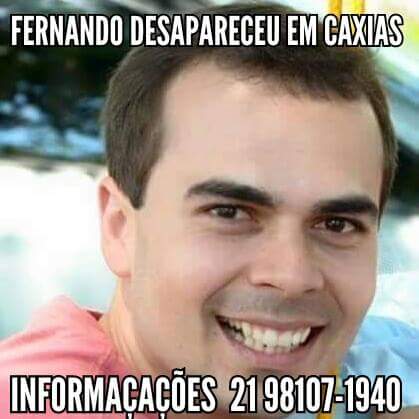 FERNANDO DESAPARECEU EM CAXIAS
INFORMAÇAÇÕES 21 98107-1940